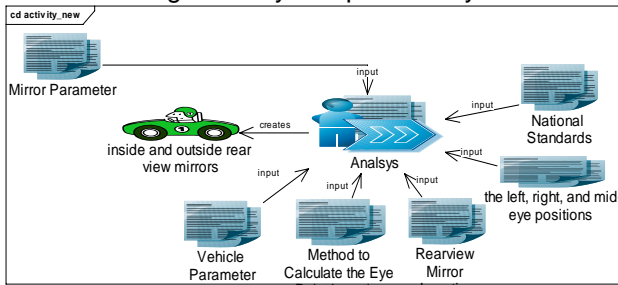 cd activity_new
Mirror Parameter
input
creates
inside and outside rear
view mirrors
Analsys
input
National
Standards
input
the left, right, and mid
eye positions
input
Vehicle
Parameter
input
Method to
Calculate the Eye
input
Rearview
Mirror